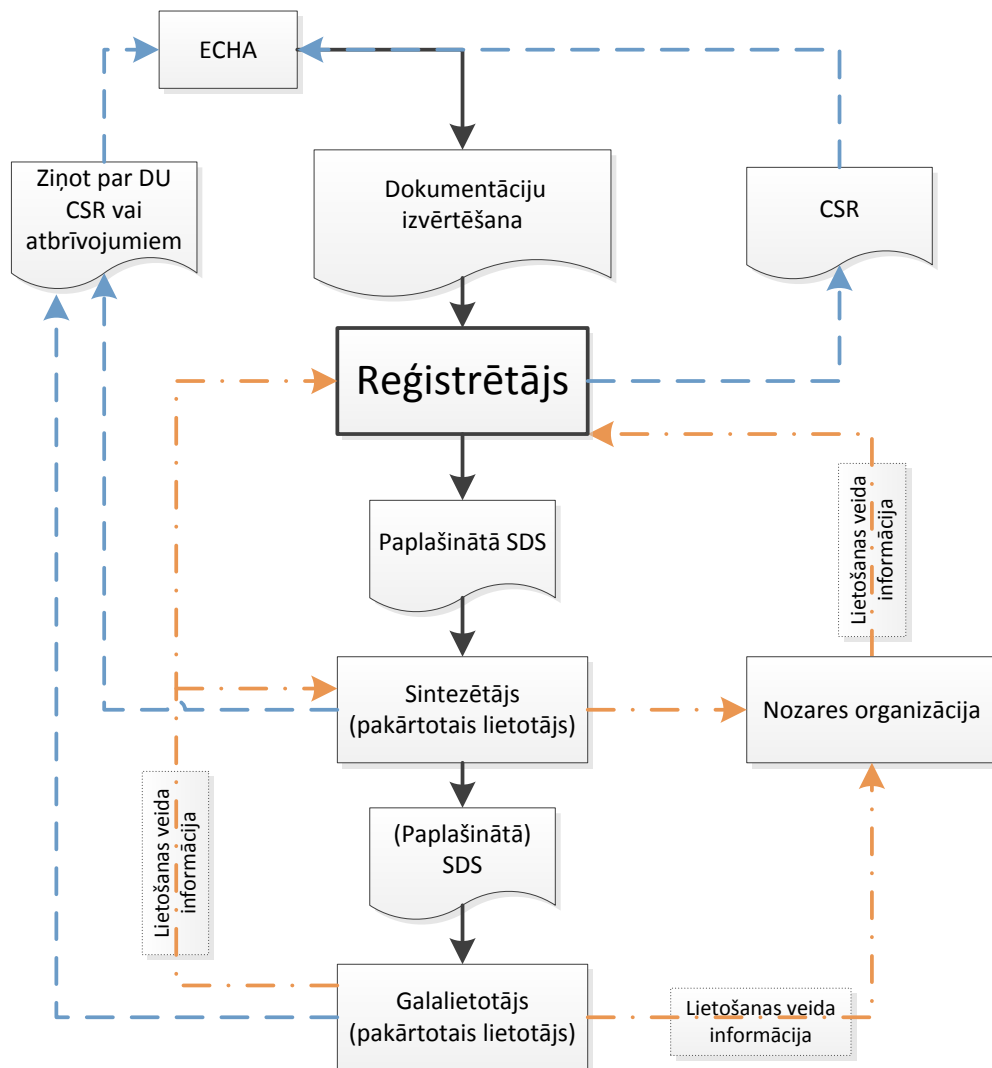 ECHA
Ziņot par DU
CSR vai
atbrīvojumiem
Dokumentāciju
izvērtēšana
CSR
Reģistrētājs
Lietošanas veida
informācija
Paplašinātā SDS
Sintezētājs
(pakārtotais lietotājs)
Nozares organizācija
Lietošanas veida
informācija
(Paplašinātā)
SDS
Galalietotājs
(pakārtotais lietotājs)
Lietošanas veida
informācija